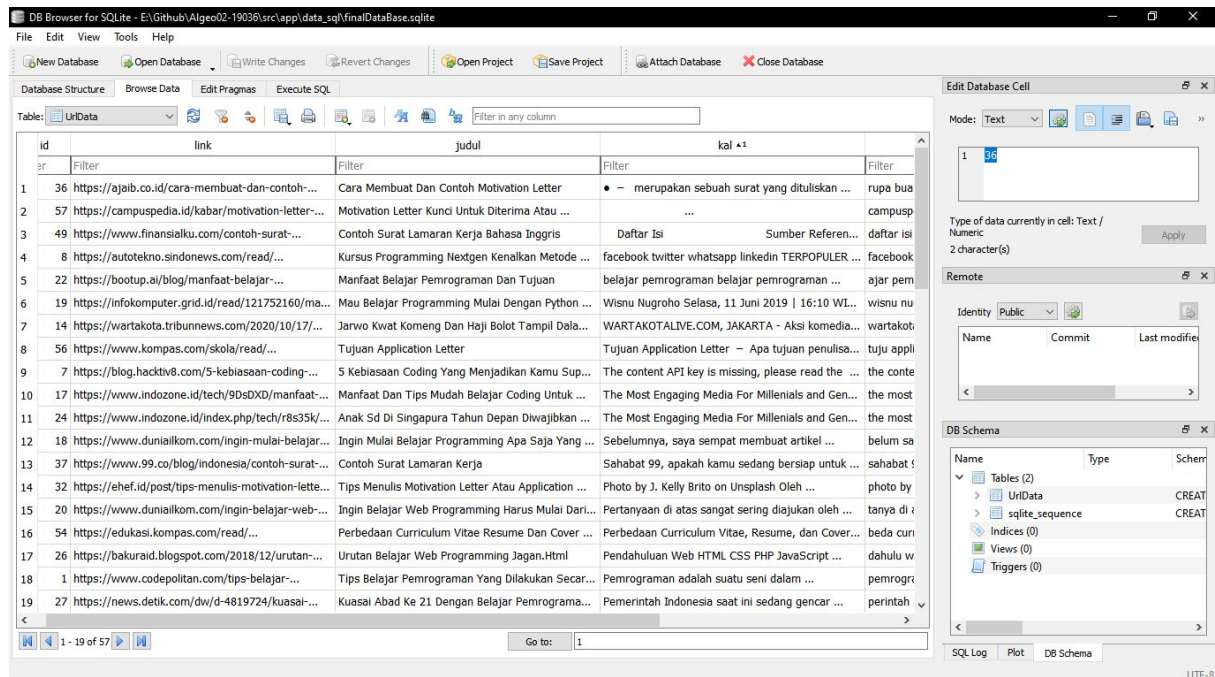 DB Browser for SQLite - E:\Github\Algeo02-19036\src\app\data_sql\finalDataBase.sqlite
File Edit View Tools Help
New Database Open Database Write Changes Revert Changes Open Project Save Project Attach Database Close Database
Database Structure Browse Data Edit Pragmas Execute SQL
Table: UrlData Filter in any column
id link judul kal
er Filter Filter Filter Filter
1 36 https://ajaib.co.id/cara-membuat-dan-contoh-... Cara Membuat Dan Contoh Motivation Letter ● – merupakan sebuah surat yang dituliskan ... rupa bua
2 57 https://campuspedia.id/kabar/motivation-letter-... Motivation Letter Kunci Untuk Diterima Atau ... ... campusp
3 49 https://www.finansialku.com/contoh-surat-... Contoh Surat Lamaran Kerja Bahasa Inggris Daftar Isi Sumber Referen... daftar isi
4 8 https://autotekno.sindonews.com/read/... Kursus Programming Nextgen Kenalkan Metode ... facebook twitter whatsapp linkedin TERPOPULER ... facebook
5 22 https://bootup.ai/blog/manfaat-belajar-... Manfaat Belajar Pemrograman Dan Tujuan belajar pemrograman belajar pemrograman ... ajar pem
6 19 https://infokomputer.grid.id/read/121752160/ma... Mau Belajar Programming Mulai Dengan Python ... Wisnu Nugroho Selasa, 11 Juni 2019 | 16:10 WI... wisnu nu
7 14 https://wartakota.tribunnews.com/2020/10/17/... Jarwo Kwat Komeng Dan Haji Bolot Tampil Dala... WARTAKOTALIVE.COM, JAKARTA - Aksi komedia... wartakota
8 56 https://www.kompas.com/skola/read/... Tujuan Application Letter Tujuan Application Letter – Apa tujuan penulisa... tuju appli
9 7 https://blog.hacktiv8.com/5-kebiasaan-coding-... 5 Kebiasaan Coding Yang Menjadikan Kamu Sup... The content API key is missing, please read the ... the conte
10 17 https://www.indozone.id/tech/9DsDXD/manfaat-... Manfaat Dan Tips Mudah Belajar Coding Untuk ... The Most Engaging Media For Millenials and Gen... the most
11 24 https://www.indozone.id/index.php/tech/r8s35k/... Anak Sd Di Singapura Tahun Depan Diwajibkan ... The Most Engaging Media For Millenials and Gen... the most
12 18 https://www.duniailkom.com/ingin-mulai-belajar... Ingin Mulai Belajar Programming Apa Saja Yang ... Sebelumnya, saya sempat membuat artikel ... belum sa
13 37 https://www.99.co/blog/indonesia/contoh-surat-... Contoh Surat Lamaran Kerja Sahabat 99, apakah kamu sedang bersiap untuk ... sahabat 9
14 32 https://ehef.id/post/tips-menulis-motivation-lette... Tips Menulis Motivation Letter Atau Application ... Photo by J. Kelly Brito on Unsplash Oleh ... photo by
15 20 https://www.duniailkom.com/ingin-belajar-web-... Ingin Belajar Web Programming Harus Mulai Dari... Pertanyaan di atas sangat sering diajukan oleh ... tanya di a
16 54 https://edukasi.kompas.com/read/... Perbedaan Curriculum Vitae Resume Dan Cover ... Perbedaan Curriculum Vitae, Resume, dan Cover... beda curr
17 26 https://bakuraid.blogspot.com/2018/12/urutan-... Urutan Belajar Web Programming Jagan.Html Pendahuluan Web HTML CSS PHP JavaScript ... dahulu w
18 1 https://www.codepolitan.com/tips-belajar-... Tips Belajar Pemrograman Yang Dilakukan Secar... Pemrograman adalah suatu seni dalam ... pemrogra
19 27 https://news.detik.com/dw/d-4819724/kuasai-... Kuasai Abad Ke 21 Dengan Belajar Pemrograma... Pemerintah Indonesia saat ini sedang gencar ... perintah
1 - 19 of 57 Go to: 1
Edit Database Cell
Mode: Text
1 36
Type of data currently in cell: Text /
Numeric
2 character(s)
Apply
Remote
Identity Public
Name Commit Last modifie
DB Schema
Name Type Schem
Tables (2)
UrlData CREAT
sqlite_sequence CREAT
Indices (0)
Views (0)
Triggers (0)
SQL Log Plot DB Schema
UTF-8